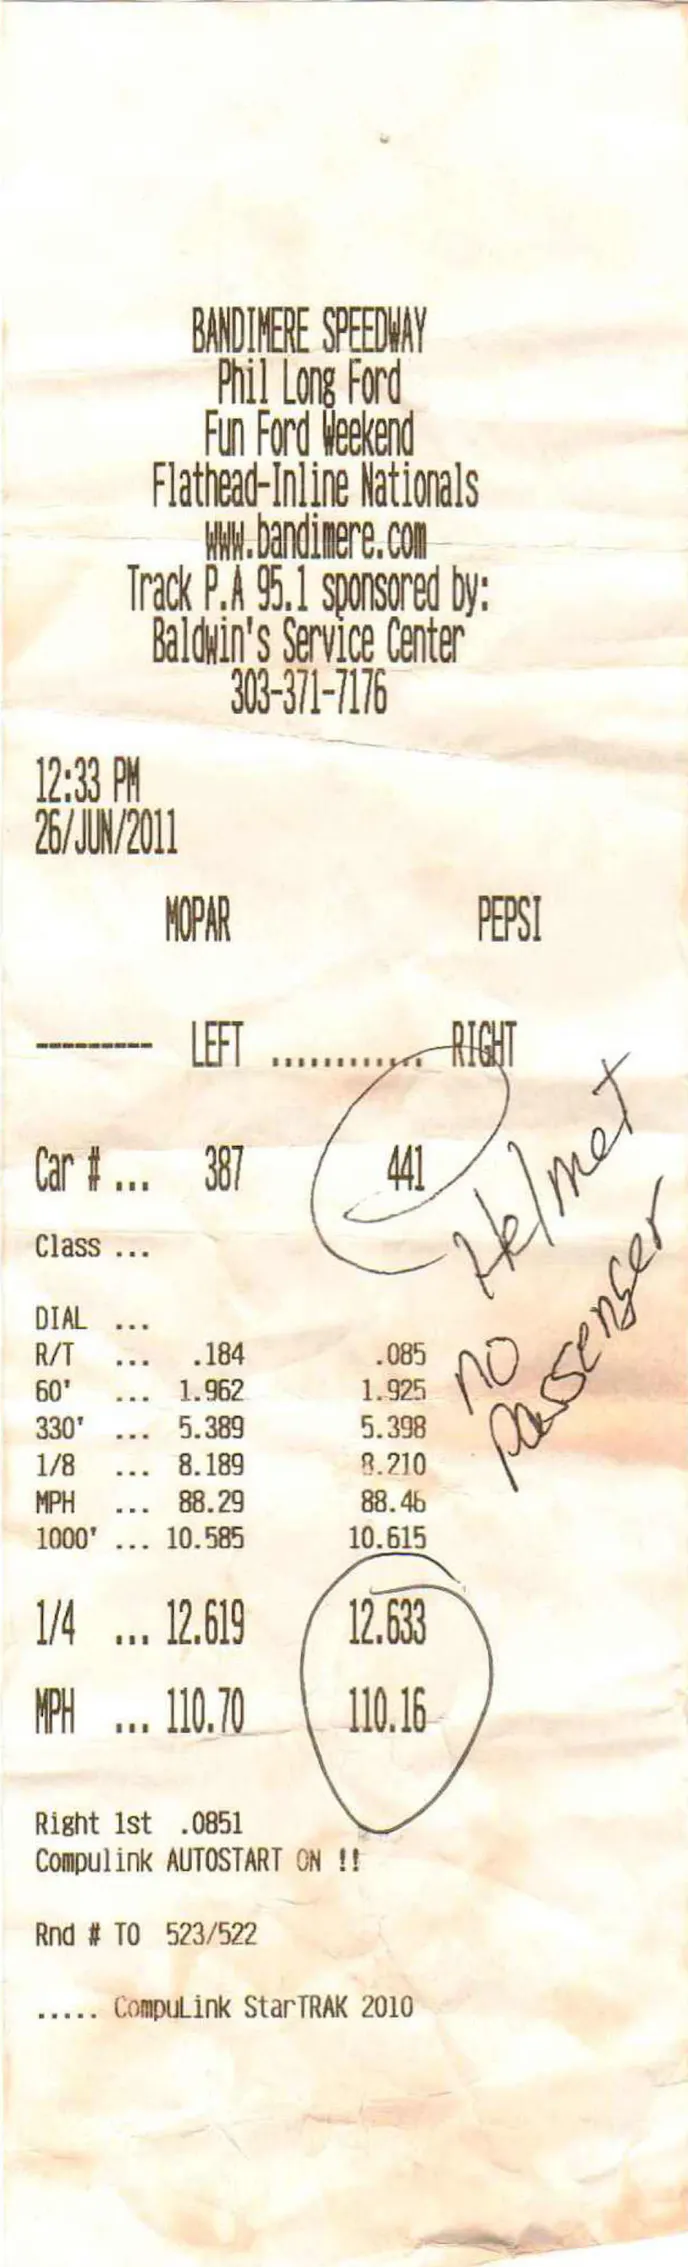 BANDIMERE SPEEDWAY
Phil Long Ford
Fun Ford Weekend
Flathead-Inline Nationals
www.bandimere.com
Track P.A 95.1 sponsored by:
Baldwin's Service Center
303-371-7176
12:33 PM
26/JUN/2011
MOPAR PEPSI
--------- LEFT ............ RIGHT
Car # ... 387 441
Helmet
Class ...
DIAL ...
R/T ... .184 .085
60' ... 1.962 1.925
no
passenger
330' ... 5.389 5.398
1/8 ... 8.189 8.210
MPH ... 88.29 88.46
1000' ... 10.585 10.615
1/4 ... 12.619 12.633
MPH ... 110.70 110.16
Right 1st .0851
Compulink AUTOSTART ON !!
Rnd # TO 523/522
..... CompuLink StarTRAK 2010